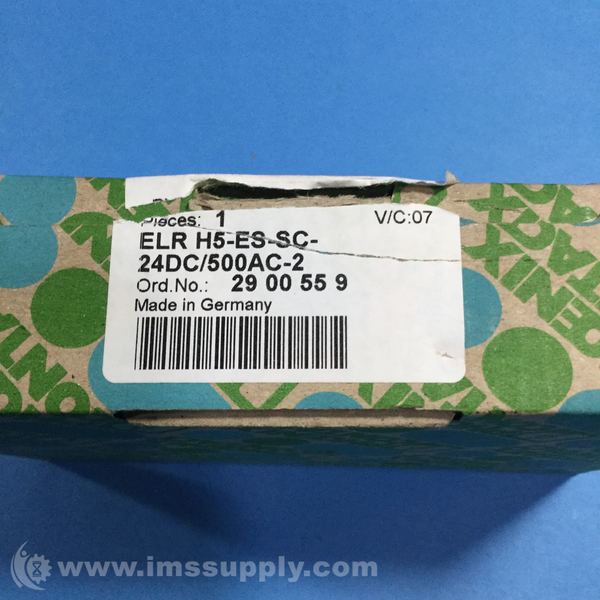 Pieces: 1 V/C:07
ELR H5-ES-SC-
24DC/500AC-2
Ord.No.: 29 00 55 9
Made in Germany
www.imssupply.com